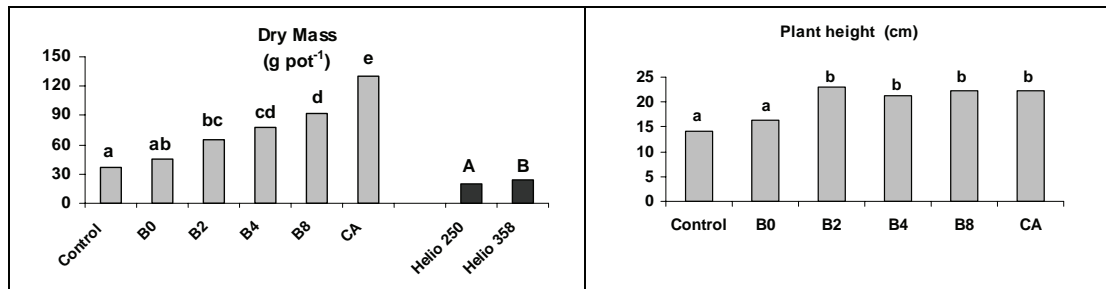 Dry Mass
(g pot⁻¹)
150
120
90
60
30
0
a
ab
bc
cd
d
e
A
B
Control
B0
B2
B4
B8
CA
Helio 250
Helio 358
Plant height (cm)
25
20
15
10
5
0
a
a
b
b
b
b
Control
B0
B2
B4
B8
CA